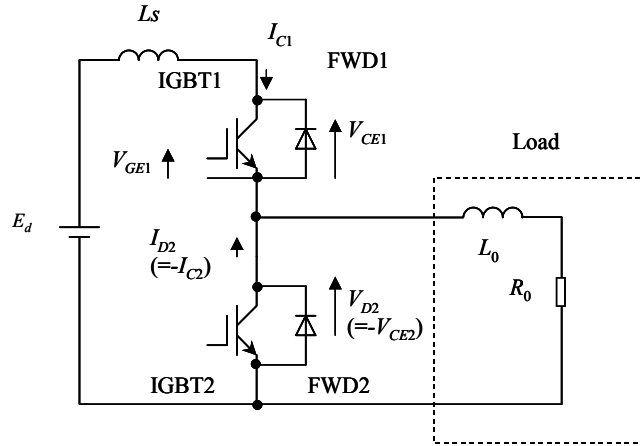 Ls
I_C1
FWD1
IGBT1
V_CE1
V_GE1
Load
E_d
I_D2
(=-I_C2)
L_0
R_0
V_D2
(=-V_CE2)
IGBT2
FWD2